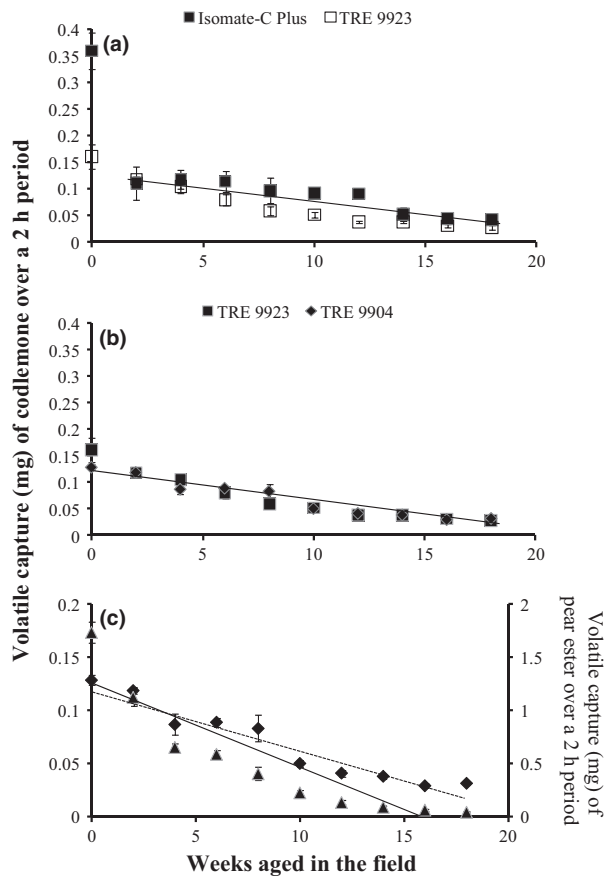 Isomate-C Plus TRE 9923
(a)
0.4
0.35
0.3
0.25
0.2
0.15
0.1
0.05
0
0 5 10 15 20
TRE 9923 TRE 9904
(b)
0.4
0.35
0.3
0.25
0.2
0.15
0.1
0.05
0
0 5 10 15 20
Volatile capture (mg) of codlemone over a 2 h period
(c)
0.2
0.15
0.1
0.05
0
2
1.5
1
0.5
0
Volatile capture (mg) of
pear ester over a 2 h period
0 5 10 15 20
Weeks aged in the field